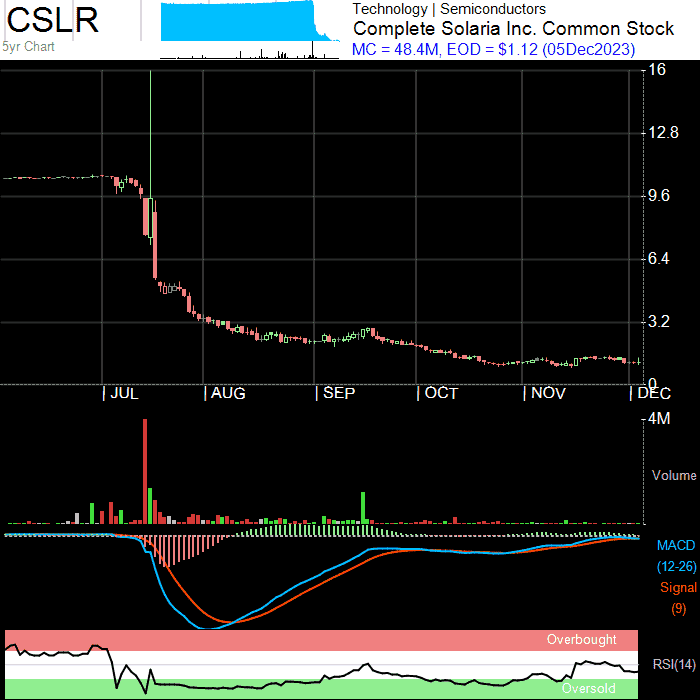 CSLR
5yr Chart
Technology | Semiconductors
Complete Solaria Inc. Common Stock
MC = 48.4M, EOD = $1.12 (05Dec2023)
16
12.8
9.6
6.4
3.2
0
JUL AUG SEP OCT NOV DEC
4M
Volume
MACD
(12-26)
Signal
(9)
Overbought
RSI(14)
Oversold